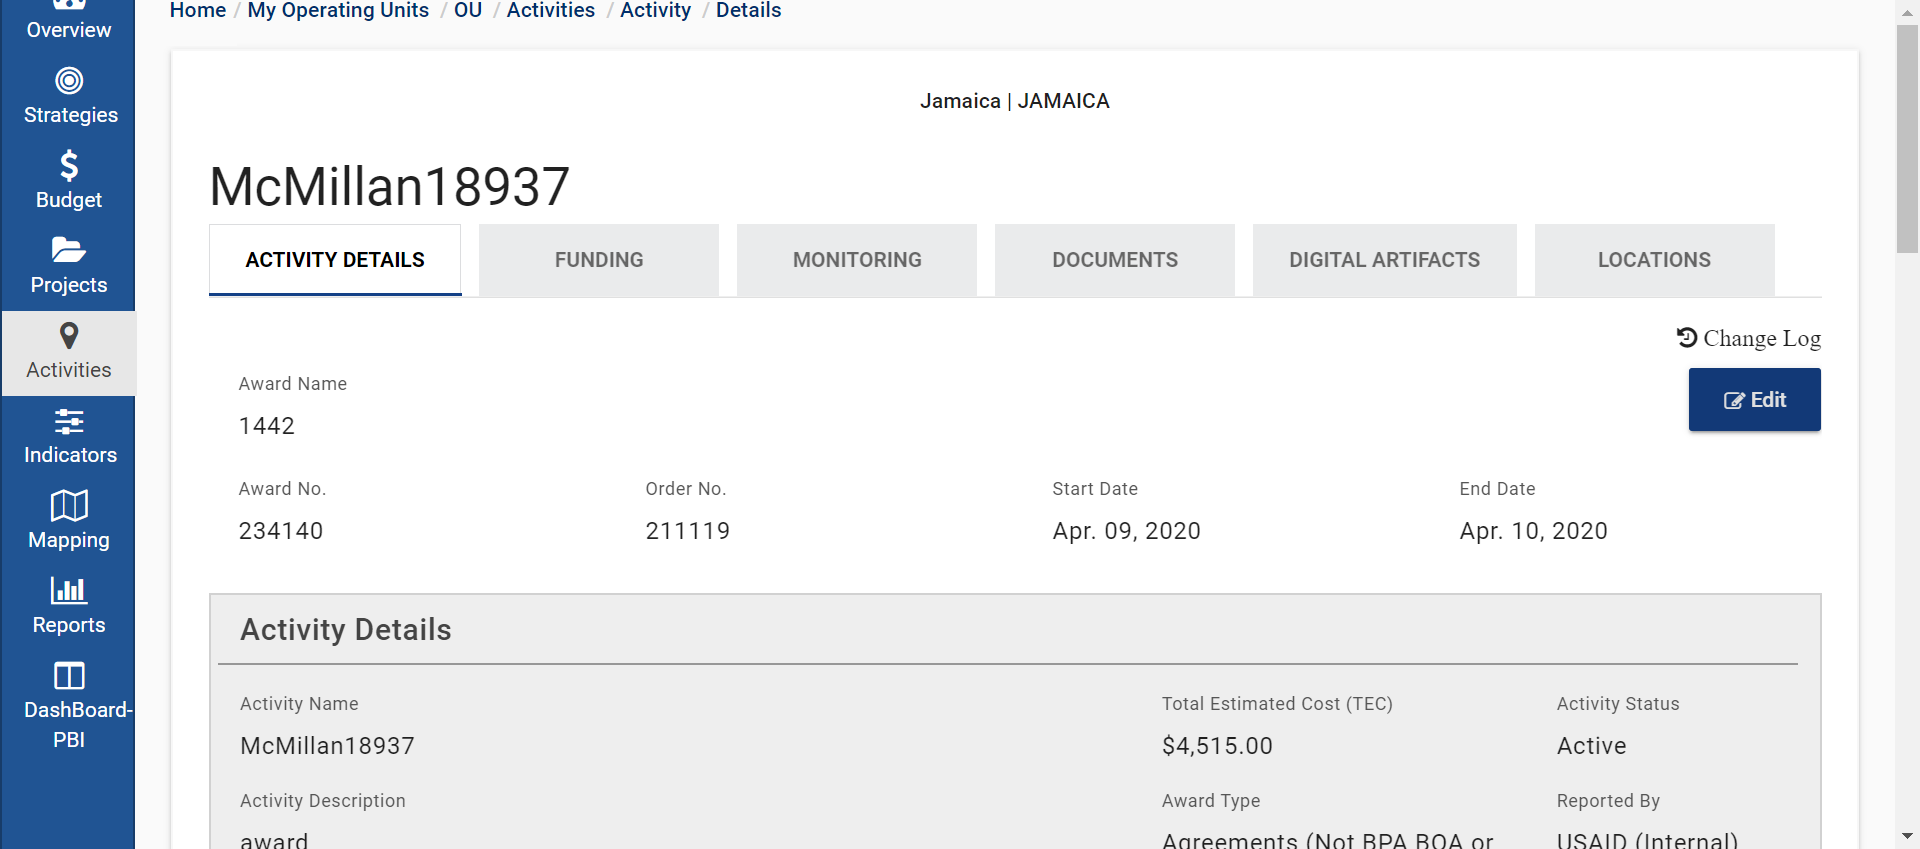 Home / My Operating Units / OU / Activities / Activity / Details
Overview
Strategies
Budget
Projects
Activities
Indicators
Mapping
Reports
DashBoard-
PBI
Jamaica | JAMAICA
McMillan18937
ACTIVITY DETAILS
FUNDING
MONITORING
DOCUMENTS
DIGITAL ARTIFACTS
LOCATIONS
Change Log
Edit
Award Name
1442
Award No.
234140
Order No.
211119
Start Date
Apr. 09, 2020
End Date
Apr. 10, 2020
Activity Details
Activity Name
McMillan18937
Total Estimated Cost (TEC)
$4,515.00
Activity Status
Active
Activity Description
award
Award Type
Agreements (Not BPA BOA or
Reported By
USAID (Internal)